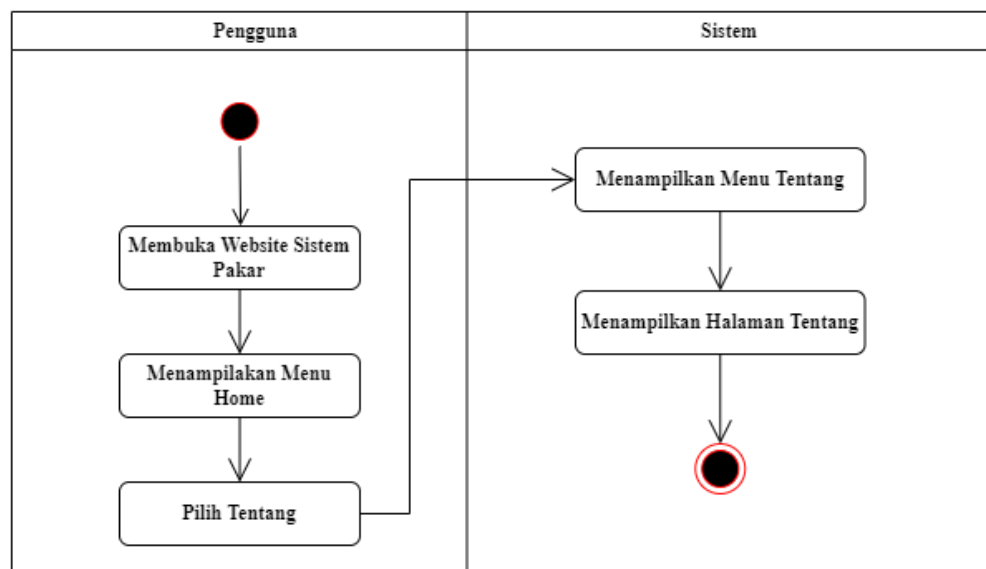 Pengguna
Sistem
Membuka Website Sistem
Pakar
Menampilakan Menu
Home
Pilih Tentang
Menampilkan Menu Tentang
Menampilkan Halaman Tentang